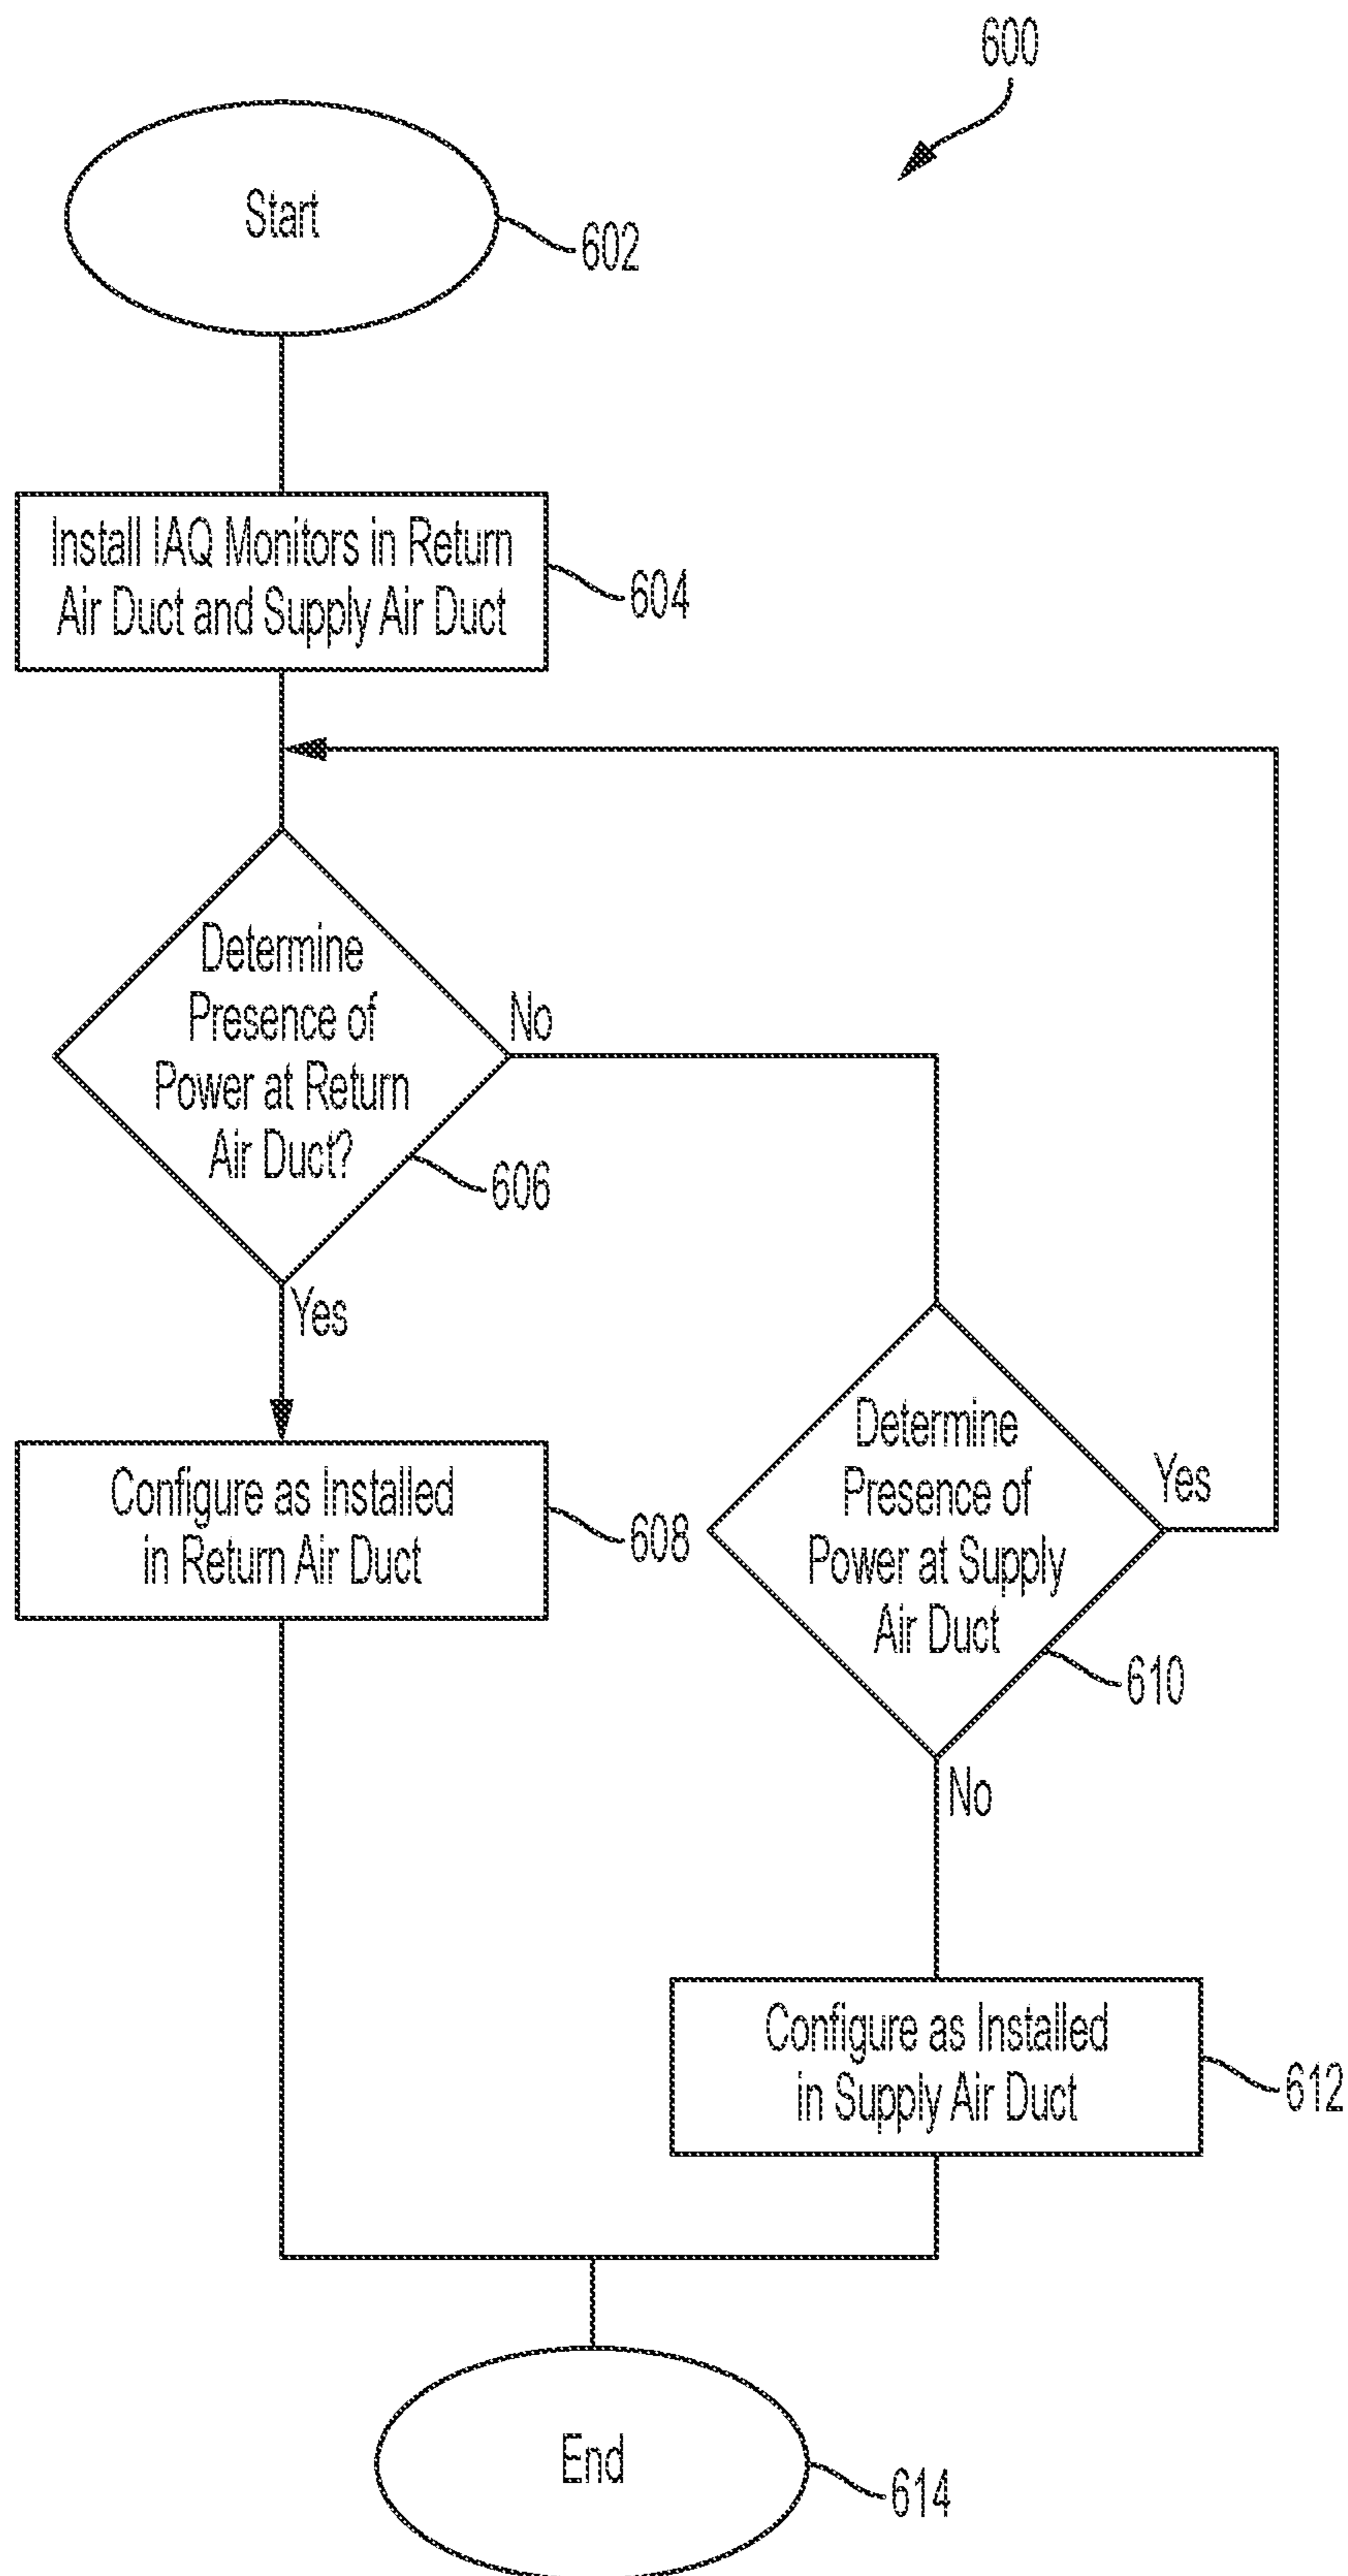 600
Start
602
Install IAQ Monitors in Return
Air Duct and Supply Air Duct
604
Determine
Presence of
Power at Return
Air Duct?
No
606
Yes
Configure as Installed
in Return Air Duct
608
Determine
Presence of
Power at Supply
Air Duct
Yes
610
No
Configure as Installed
in Supply Air Duct
612
End
614